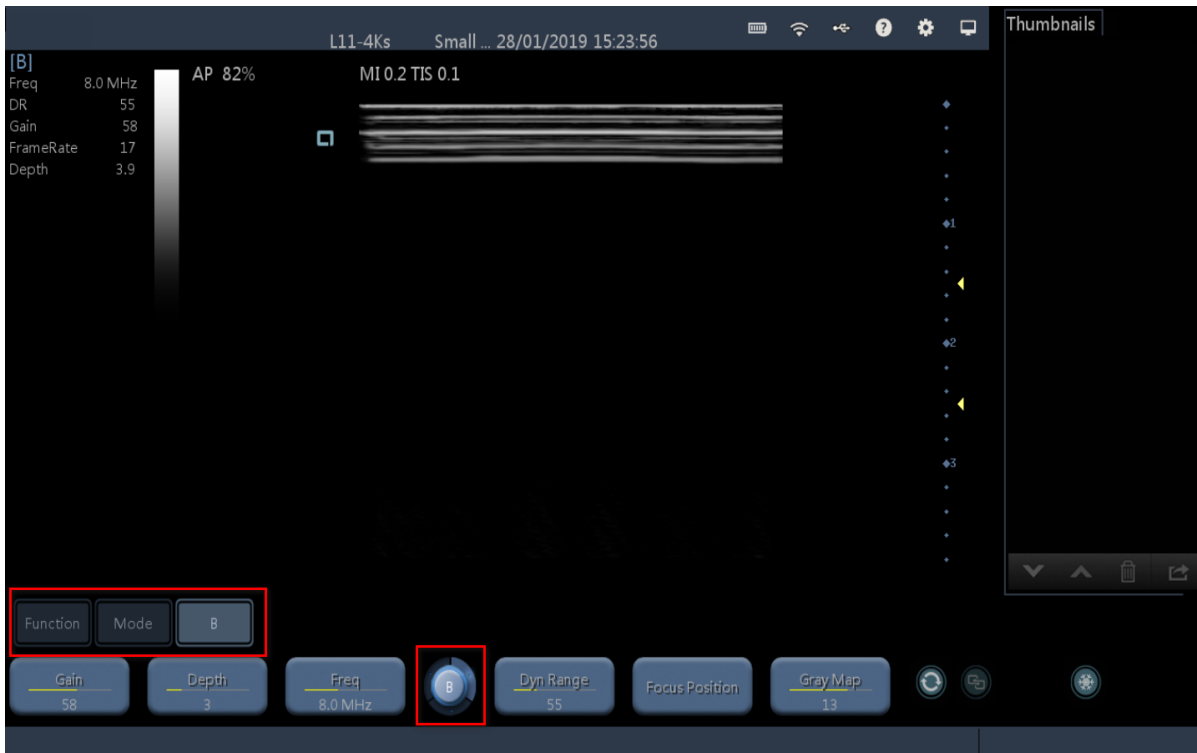 L11-4Ks Small ... 28/01/2019 15:23:56
Thumbnails
[B]
Freq 8.0 MHz
DR 55
Gain 58
FrameRate 17
Depth 3.9
AP 82%
MI 0.2 TIS 0.1
1
2
3
Function Mode B
Gain
58
Depth
3
Freq
8.0 MHz
B
Dyn Range
55
Focus Position
Gray Map
13